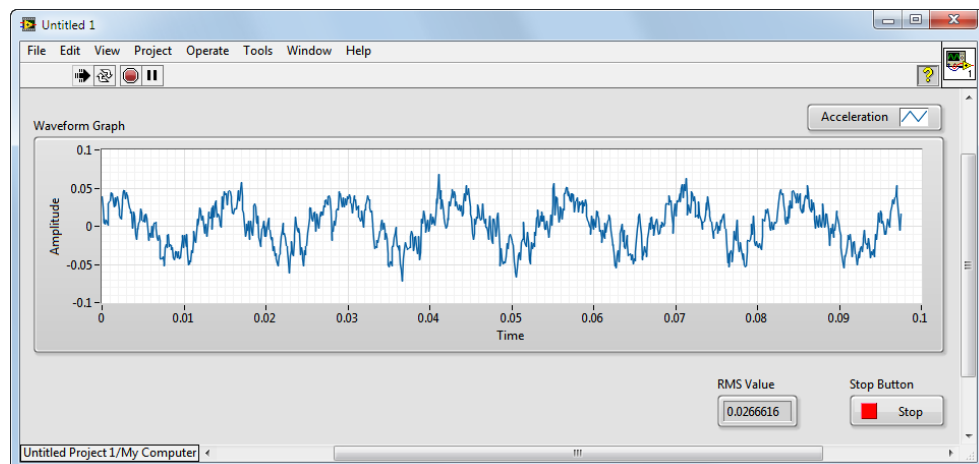 Untitled 1
File Edit View Project Operate Tools Window Help
?
1
Acceleration
Waveform Graph
0.1
0.05
0
-0.05
-0.1
Amplitude
0 0.01 0.02 0.03 0.04 0.05 0.06 0.07 0.08 0.09 0.1
Time
RMS Value Stop Button
0.0266616 Stop
Untitled Project 1/My Computer